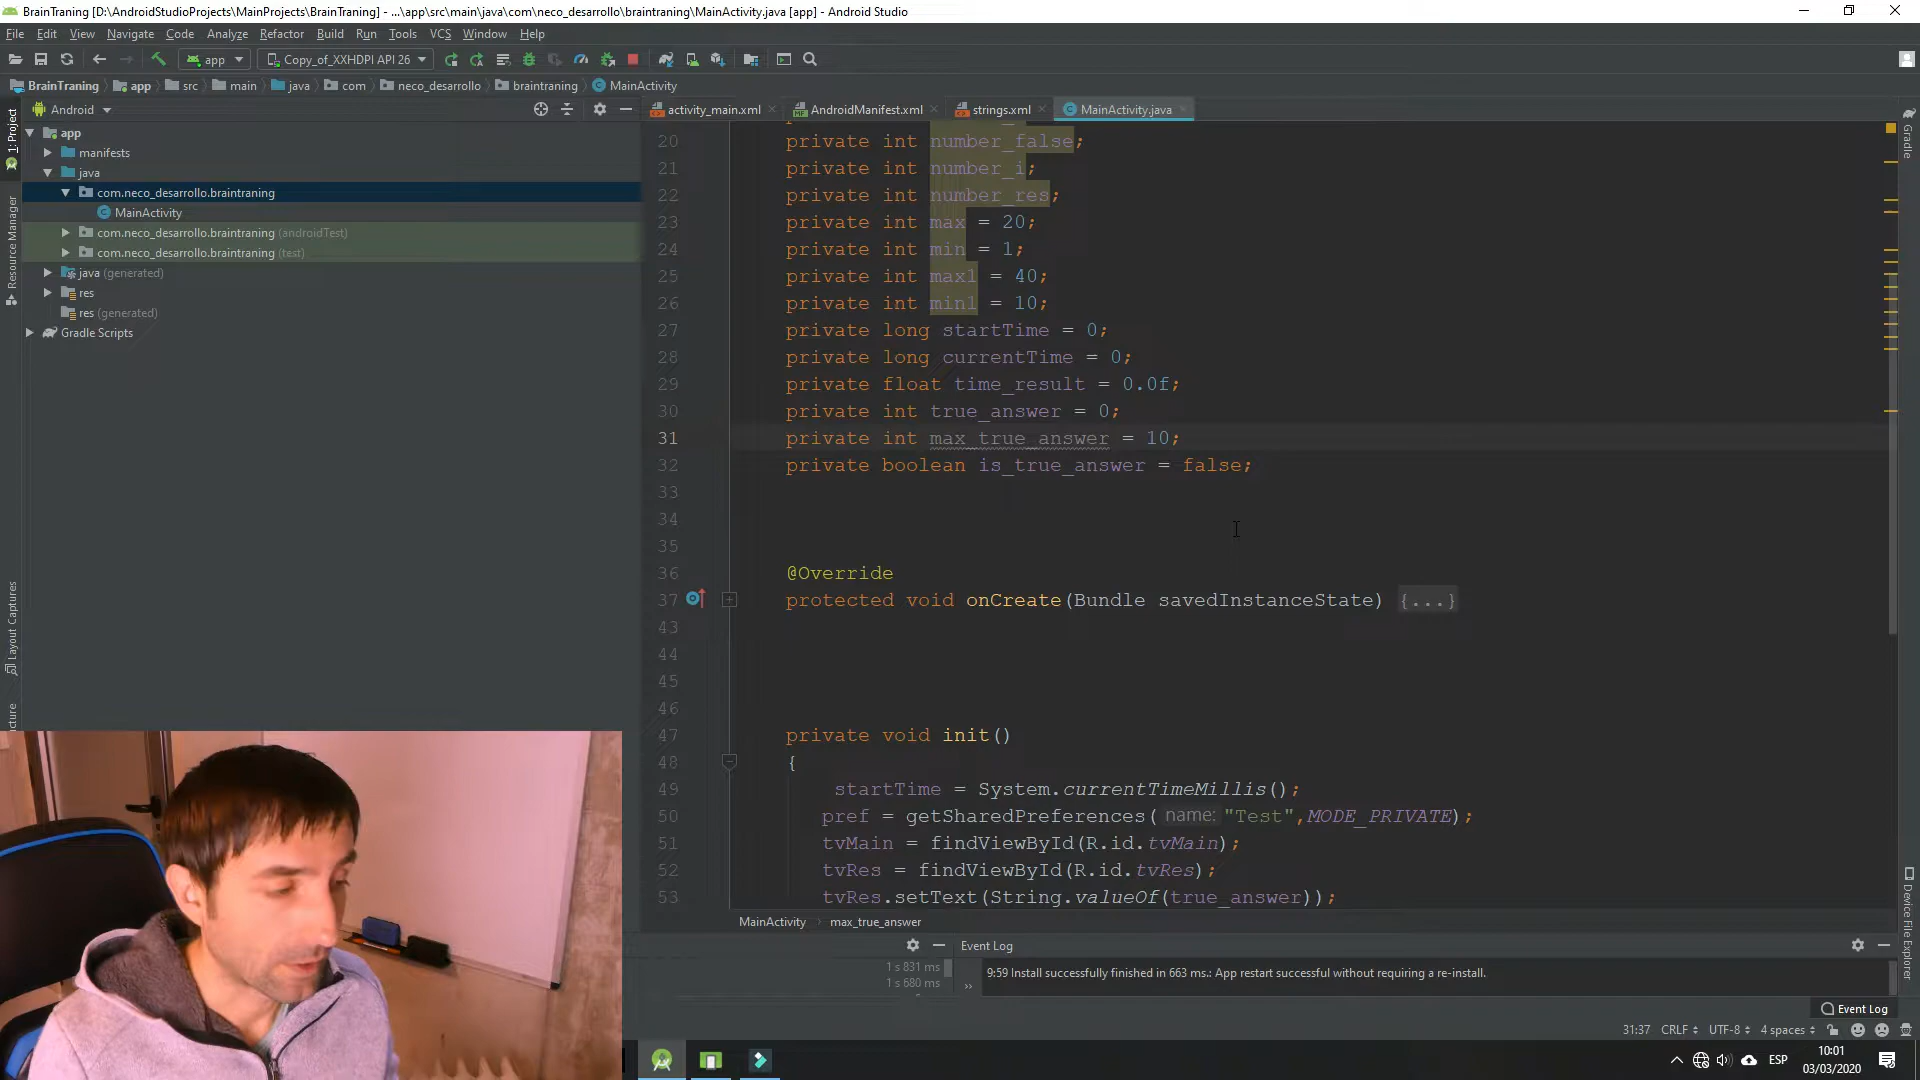 BrainTraning [D:\AndroidStudioProjects\MainProjects\BrainTraning] - ...\app\src\main\java\com\neco_desarrollo\braintraning\MainActivity.java [app] - Android Studio
File Edit View Navigate Code Analyze Refactor Build Run Tools VCS Window Help
app Copy_of_XXHDPI API 26
BrainTraning app src main java com neco_desarrollo braintraning MainActivity
Android
activity_main.xml AndroidManifest.xml strings.xml MainActivity.java
1: Project
Resource Manager
Layout Captures
Gradle
Device File Explorer
app
manifests
java
com.neco_desarrollo.braintraning
MainActivity
com.neco_desarrollo.braintraning (androidTest)
com.neco_desarrollo.braintraning (test)
java (generated)
res
res (generated)
Gradle Scripts
20 private int number_false;
21 private int number_i;
22 private int number_res;
23 private int max = 20;
24 private int min = 1;
25 private int max1 = 40;
26 private int min1 = 10;
27 private long startTime = 0;
28 private long currentTime = 0;
29 private float time_result = 0.0f;
30 private int true_answer = 0;
31 private int max_true_answer = 10;
32 private boolean is_true_answer = false;
33
34
35
36 @Override
37 protected void onCreate(Bundle savedInstanceState) {...}
43
44
45
46
47 private void init()
48 {
49 startTime = System.currentTimeMillis();
50 pref = getSharedPreferences( name: "Test",MODE_PRIVATE);
51 tvMain = findViewById(R.id.tvMain);
52 tvRes = findViewById(R.id.tvRes);
53 tvRes.setText(String.valueOf(true_answer));
MainActivity max_true_answer
Event Log
1 s 831 ms
1 s 680 ms
9:59 Install successfully finished in 663 ms.: App restart successful without requiring a re-install.
Event Log
31:37 CRLF UTF-8 4 spaces
ESP
10:01
03/03/2020